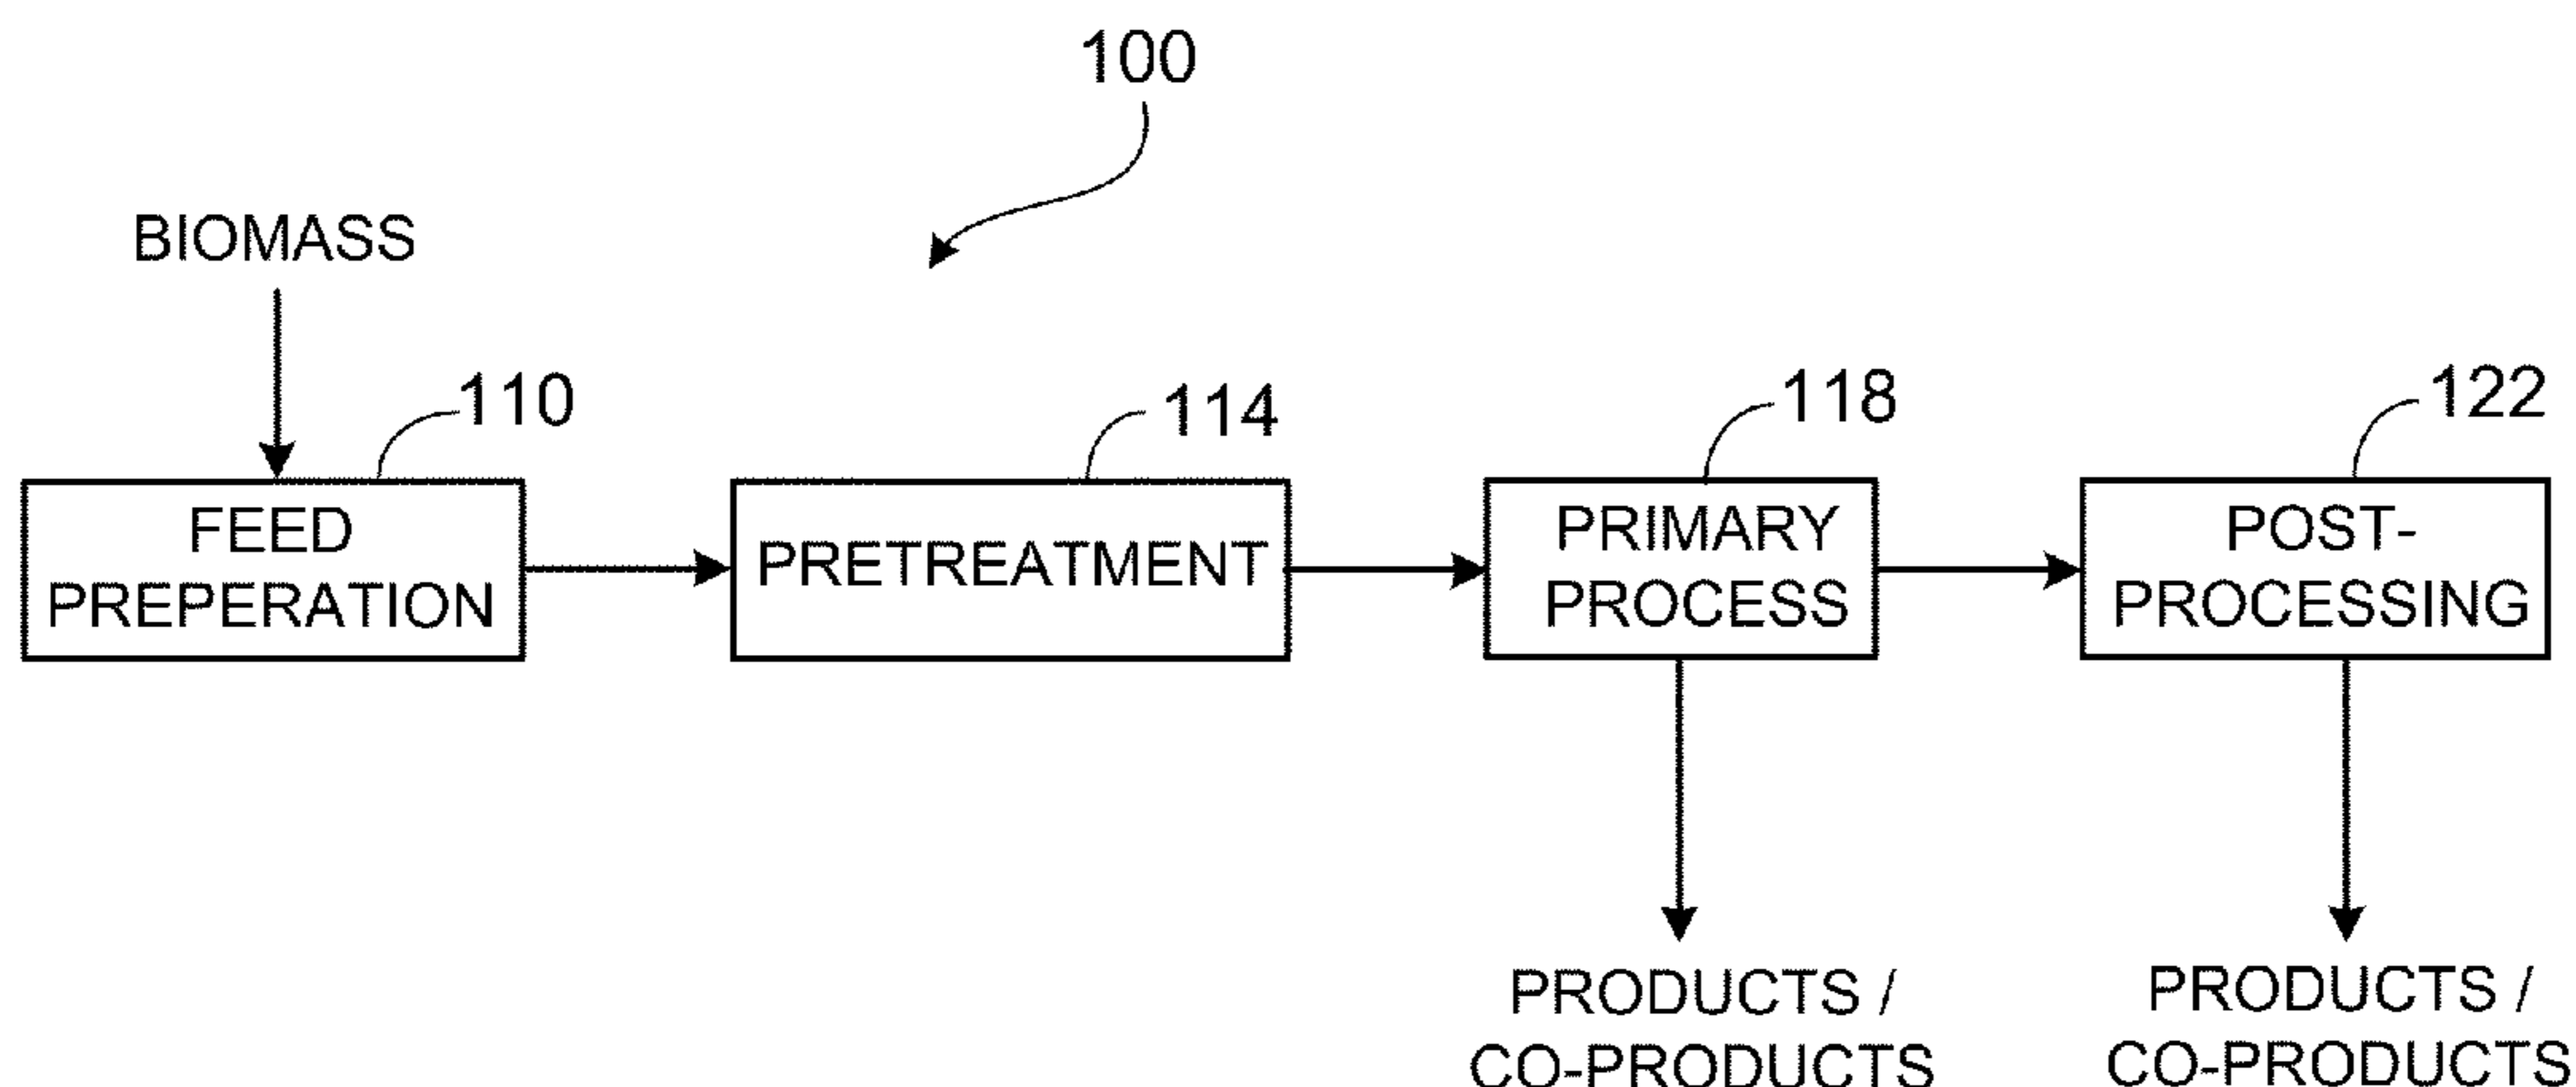 100
BIOMASS
110
114
118
122
FEED
PREPERATION
PRETREATMENT
PRIMARY
PROCESS
POST-
PROCESSING
PRODUCTS /
CO-PRODUCTS
PRODUCTS /
CO-PRODUCTS